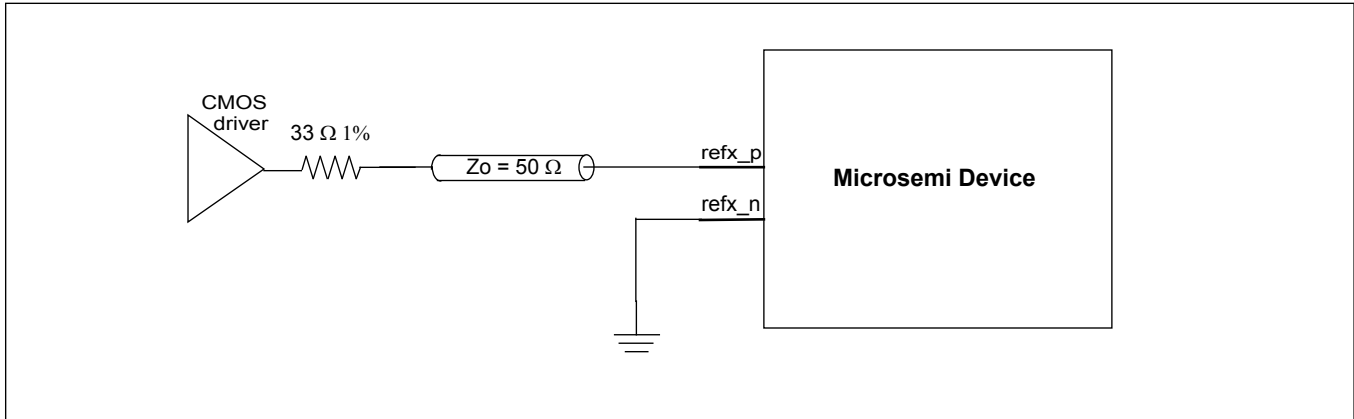 CMOS
driver
33 Ω 1%
Zo = 50 Ω
refx_p
refx_n
Microsemi Device